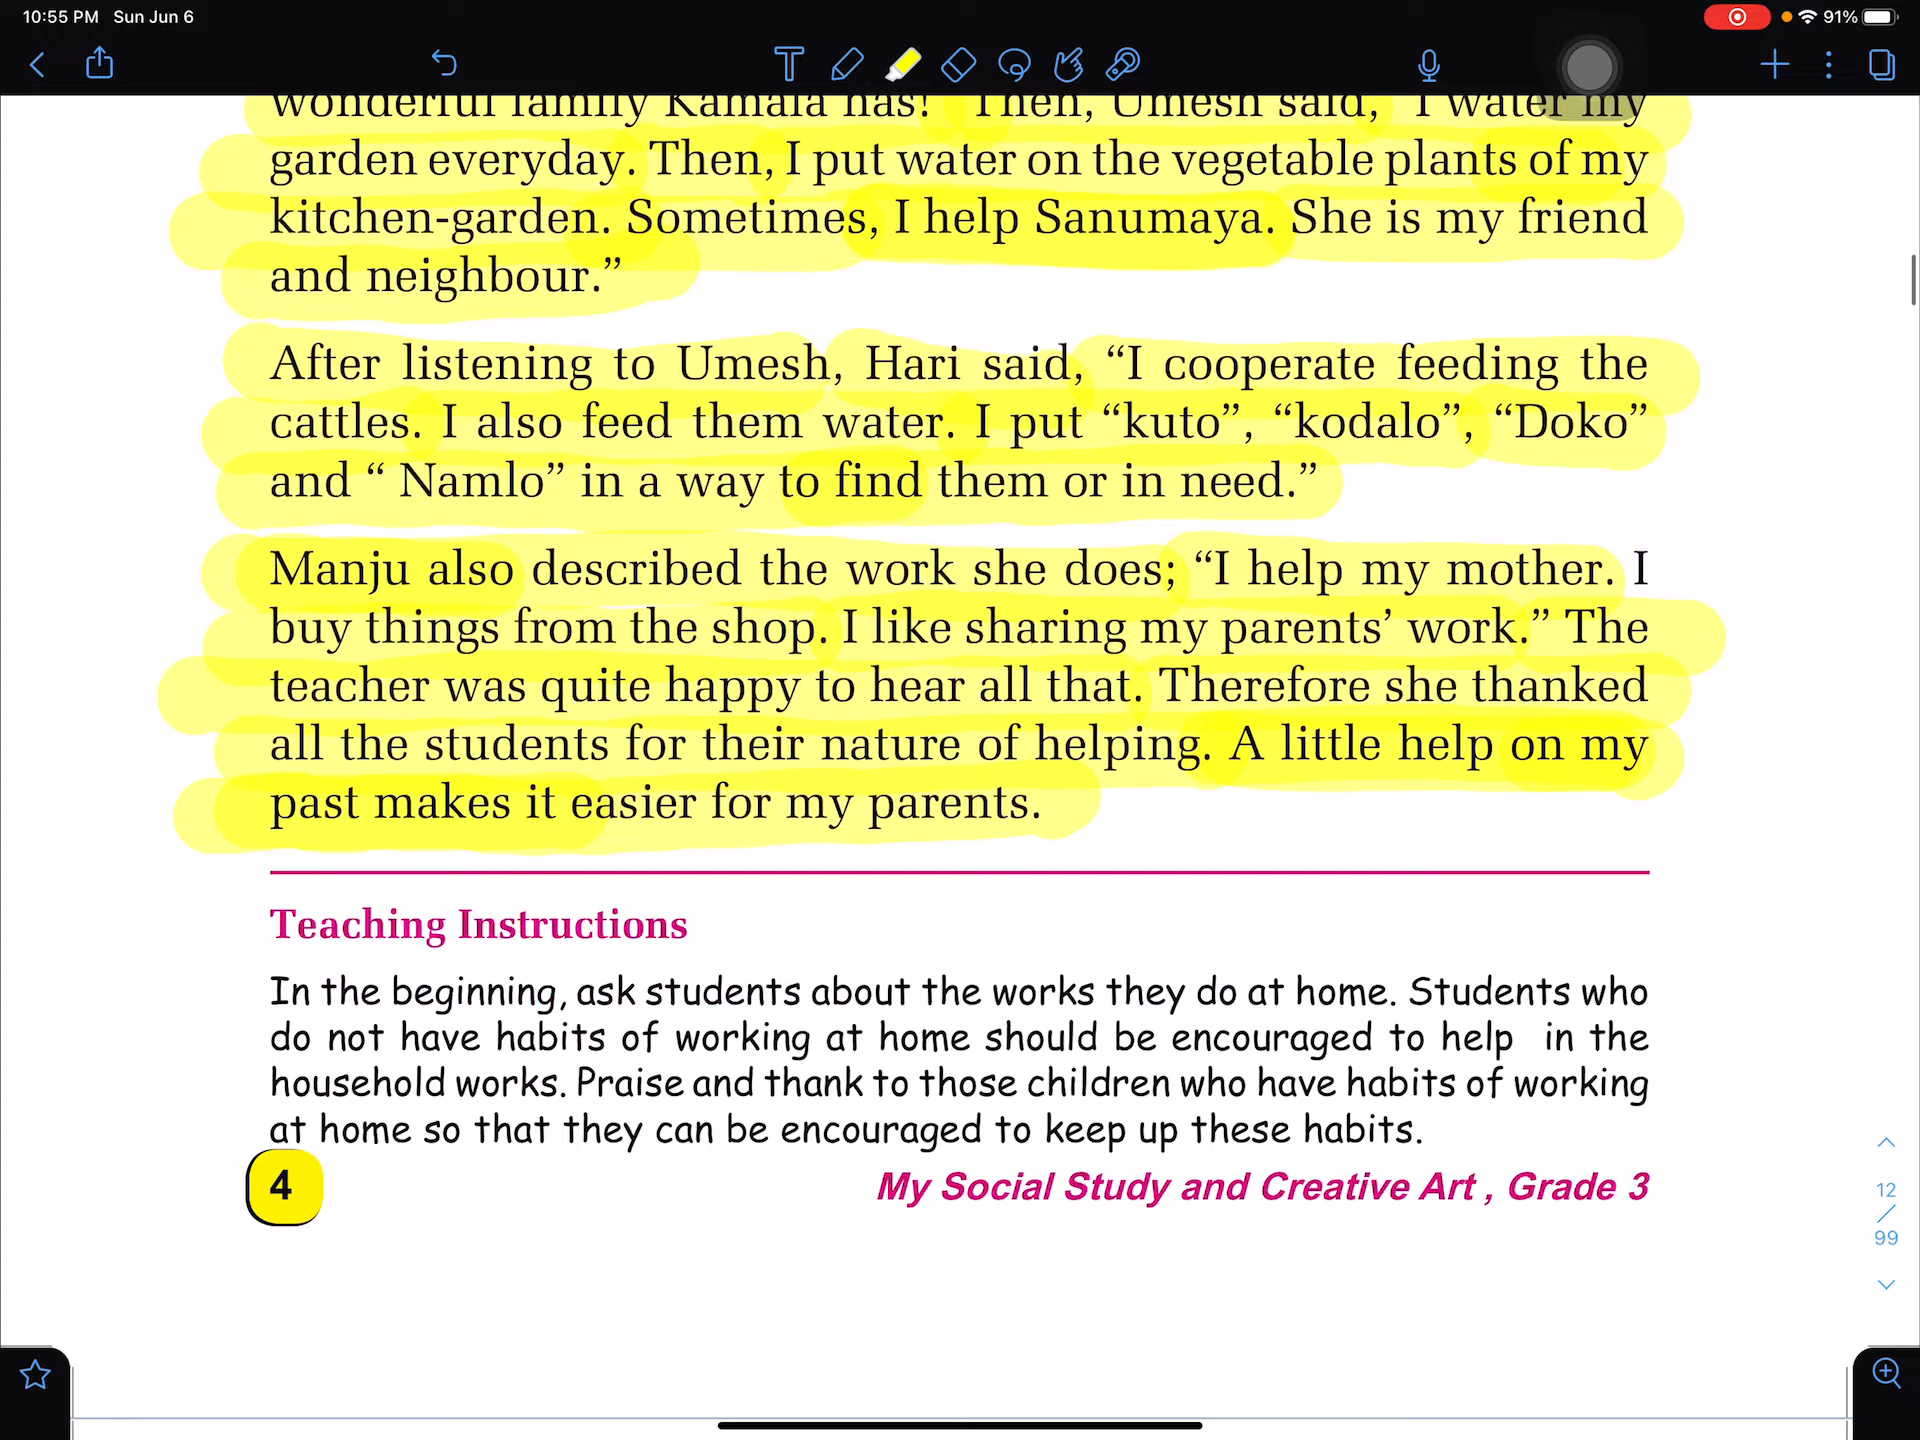 10:55 PM Sun Jun 6
91%
wonderful family Kamala has!” Then, Umesh said, “I water my
garden everyday. Then, I put water on the vegetable plants of my
kitchen-garden. Sometimes, I help Sanumaya. She is my friend
and neighbour.”
After listening to Umesh, Hari said, “I cooperate feeding the
cattles. I also feed them water. I put “kuto”, “kodalo”, “Doko”
and “ Namlo” in a way to find them or in need.”
Manju also described the work she does; “I help my mother. I
buy things from the shop. I like sharing my parents’ work.” The
teacher was quite happy to hear all that. Therefore she thanked
all the students for their nature of helping. A little help on my
past makes it easier for my parents.
Teaching Instructions
In the beginning, ask students about the works they do at home. Students who
do not have habits of working at home should be encouraged to help in the
household works. Praise and thank to those children who have habits of working
at home so that they can be encouraged to keep up these habits.
4
My Social Study and Creative Art , Grade 3
12
/
99